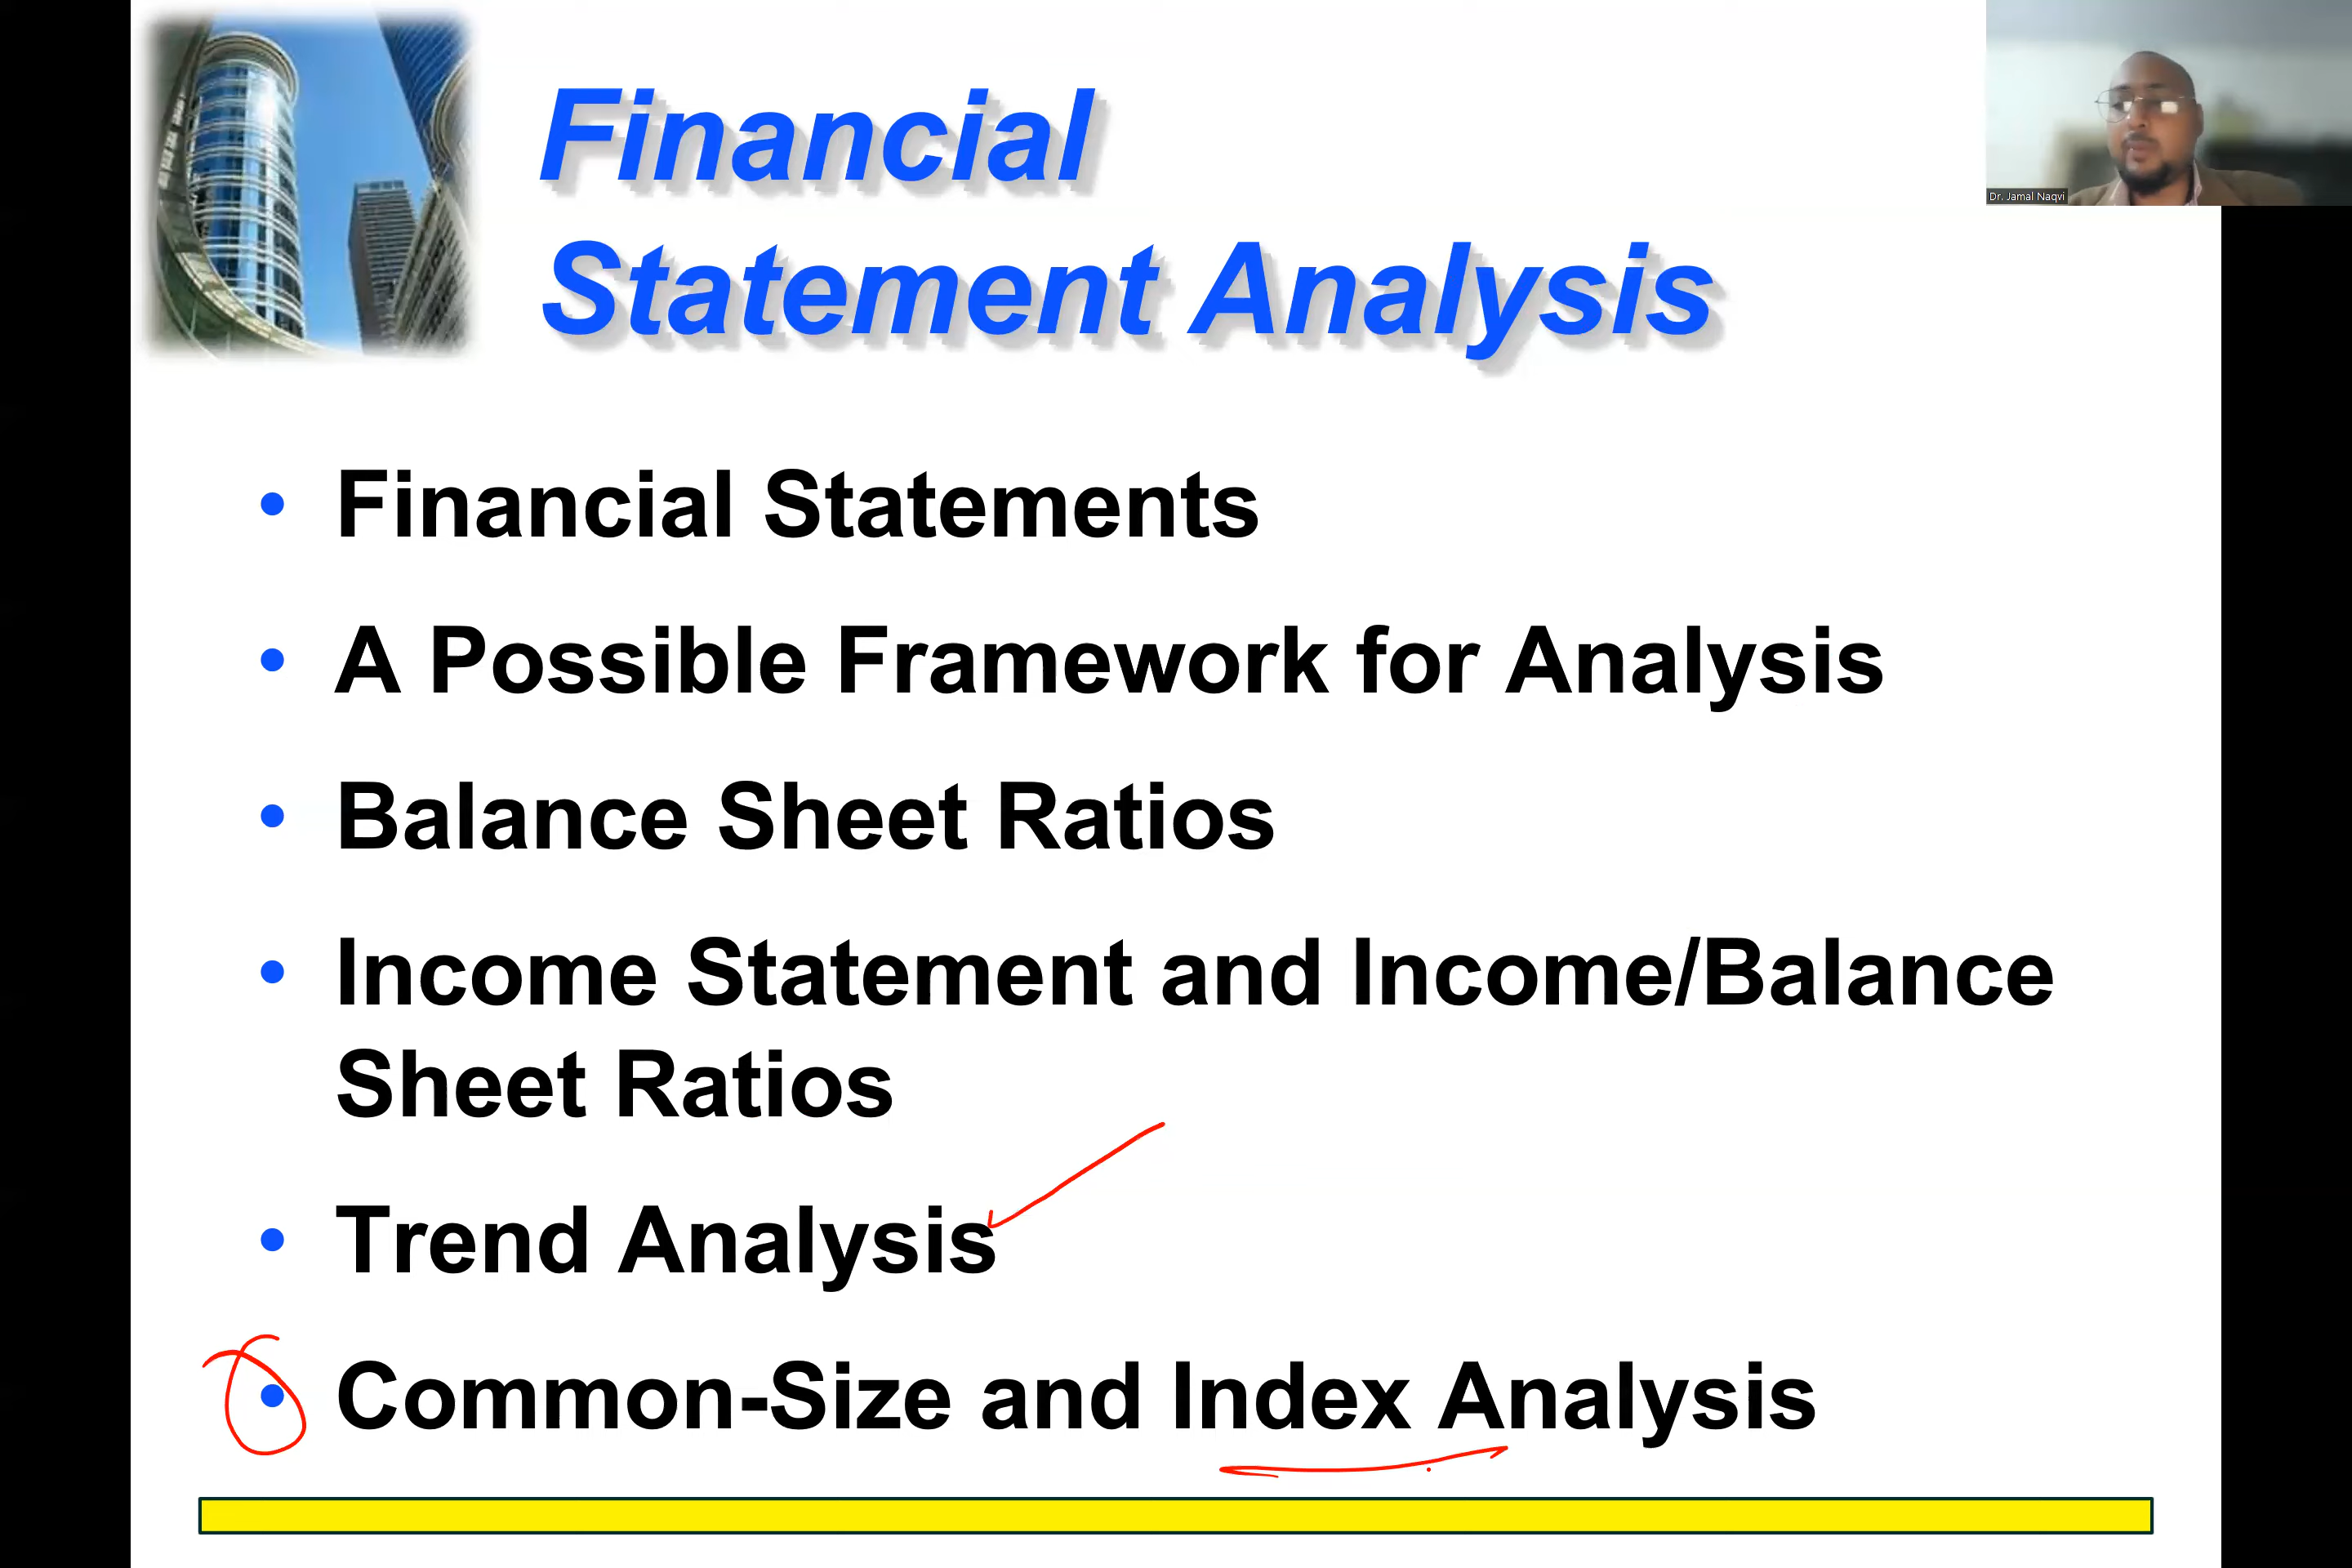 Financial
Statement Analysis
Dr. Jamal Naqvi
• Financial Statements
• A Possible Framework for Analysis
• Balance Sheet Ratios
• Income Statement and Income/Balance
Sheet Ratios
• Trend Analysis
• Common-Size and Index Analysis